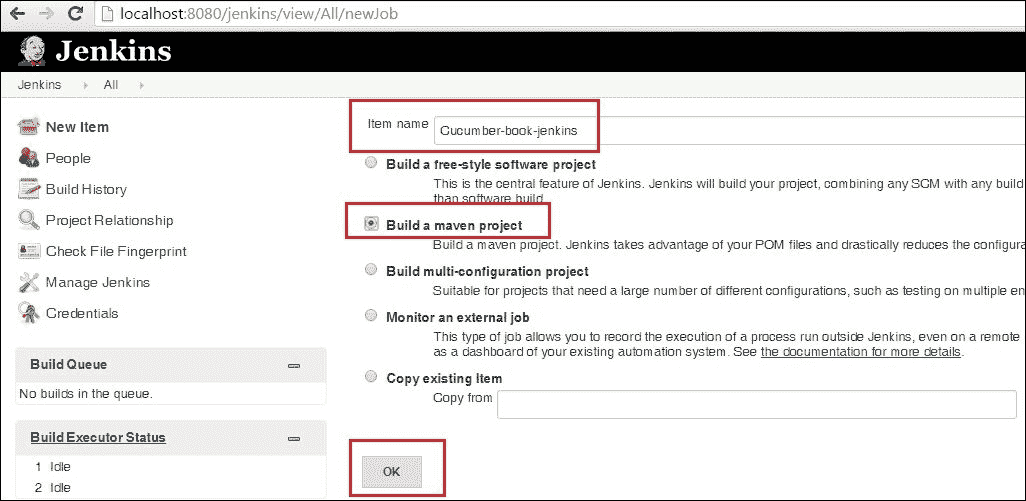 localhost:8080/jenkins/view/All/newJob
Jenkins
Jenkins All
New Item
People
Build History
Project Relationship
Check File Fingerprint
Manage Jenkins
Credentials
Build Queue
No builds in the queue.
Build Executor Status
1 Idle
2 Idle
Item name Cucumber-book-jenkins
Build a free-style software project
This is the central feature of Jenkins. Jenkins will build your project, combining any SCM with any build
than software build.
Build a maven project
Build a maven project. Jenkins takes advantage of your POM files and drastically reduces the configura
Build multi-configuration project
Suitable for projects that need a large number of different configurations, such as testing on multiple en
Monitor an external job
This type of job allows you to record the execution of a process run outside Jenkins, even on a remote
as a dashboard of your existing automation system. See the documentation for more details.
Copy existing Item
Copy from
OK